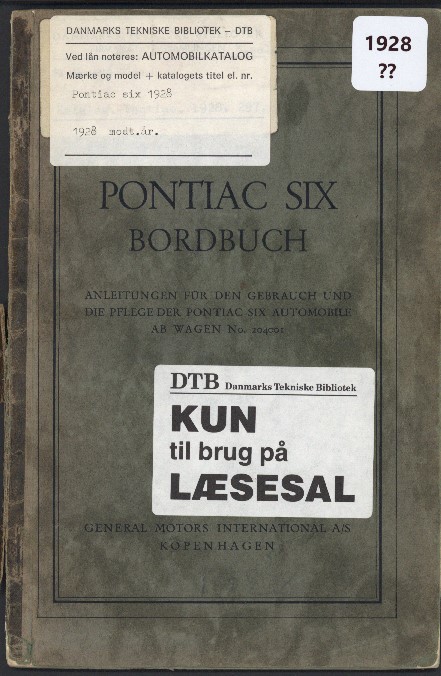 DANMARKS TEKNISKE BIBLIOTEK - DTB
Ved lån noteres: AUTOMOBILKATALOG
Mærke og model + katalogets titel el. nr.
Pontiac six 1928
1928 modt.år.
1928
??
PONTIAC SIX
BORDBUCH
ANLEITUNGEN FÜR DEN GEBRAUCH UND
DIE PFLEGE DER PONTIAC SIX AUTOMOBILE
AB WAGEN No. 204001
DTB Danmarks Tekniske Bibliotek
KUN
til brug på
LÆSESAL
GENERAL MOTORS INTERNATIONAL A/S
KOPENHAGEN